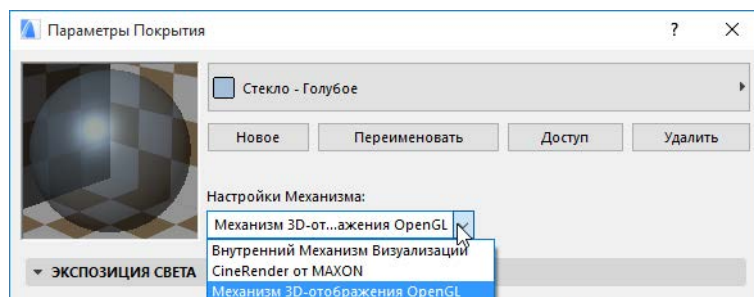 Параметры Покрытия
?
Стекло - Голубое
Новое Переименовать Доступ Удалить
Настройки Механизма:
Механизм 3D-от...ажения OpenGL
Внутренний Механизм Визуализации
ЭКСПОЗИЦИЯ СВЕТА CineRender от MAXON
Механизм 3D-отображения OpenGL